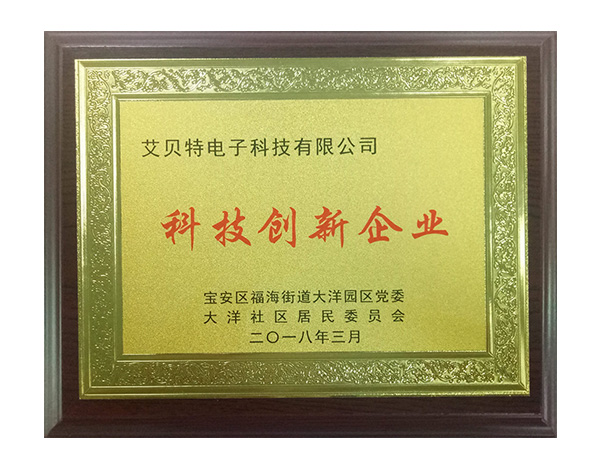 艾贝特电子科技有限公司
科技创新企业
宝安区福海街道大洋园区党委
大洋社区居民委员会
二〇一八年三月